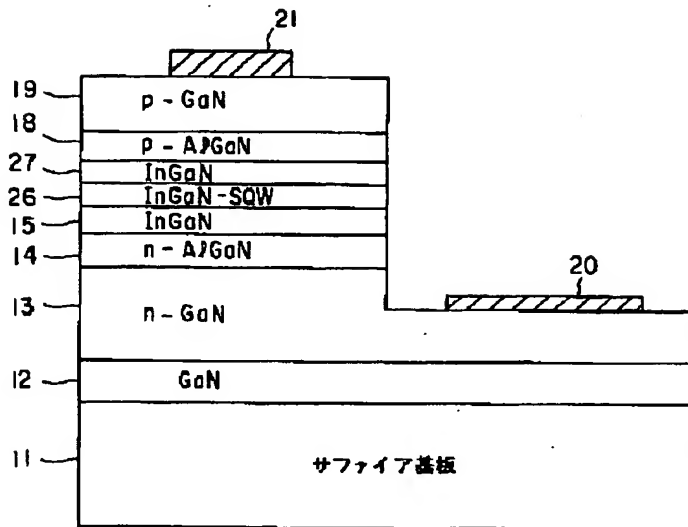 21
19 p-GaN
18 p-AlGaN
27 InGaN
26 InGaN-SQW
15 InGaN
14 n-AlGaN
20
13 n-GaN
12 GaN
11 サファイア基板